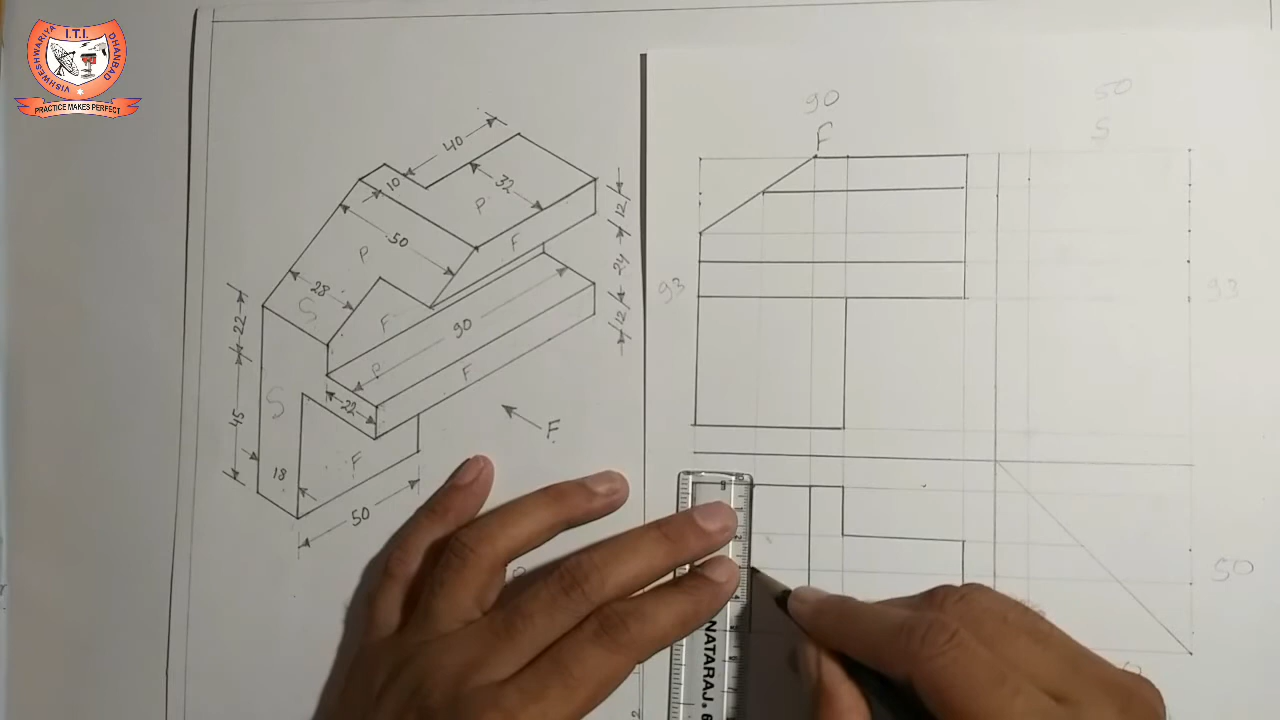 I.T.I.
VISHWESHWARIYA
DHANBAD
PRACTICE MAKES PERFECT
40
10
32
P
50
P
F
28
S
F
90
P
F
22
S
22
45
18
F
50
12
24
12
F
90
F
50
S
93
93
50
NATARAJ. 6